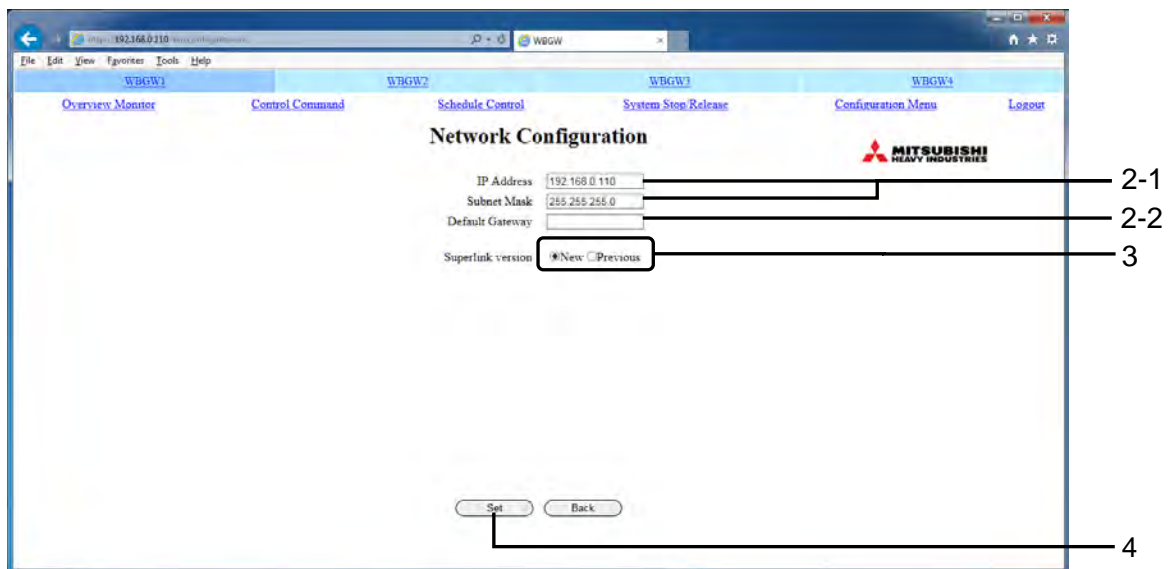 192.168.0.110
WBGW
File Edit View Favorites Tools Help
WBGW1 WBGW2 WBGW3 WBGW4
Overview Monitor Control Command Schedule Control System Stop/Release Configuration Menu Logout
Network Configuration
MITSUBISHI
HEAVY INDUSTRIES
IP Address 192.168.0.110
2-1
Subnet Mask 255.255.255.0
Default Gateway
2-2
Superlink version New Previous
3
Set Back
4